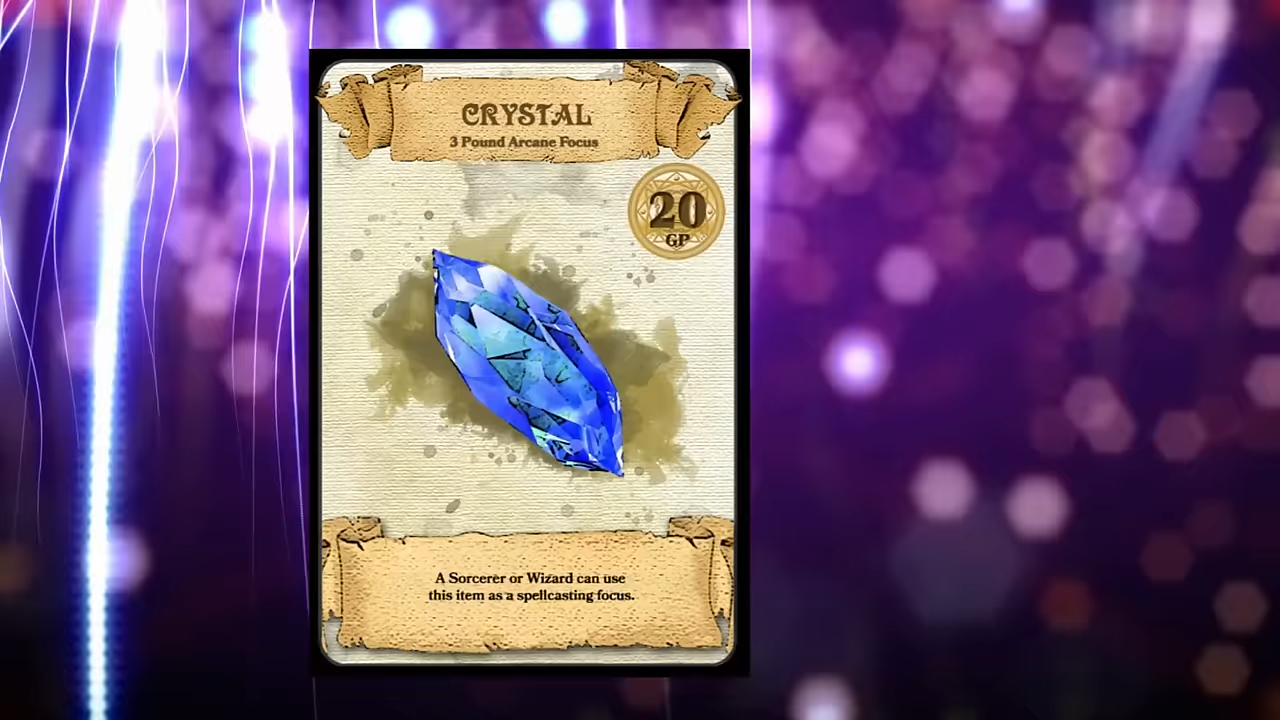 CRYSTAL
3 Pound Arcane Focus
20
GP
A Sorcerer or Wizard can use
this item as a spellcasting focus.